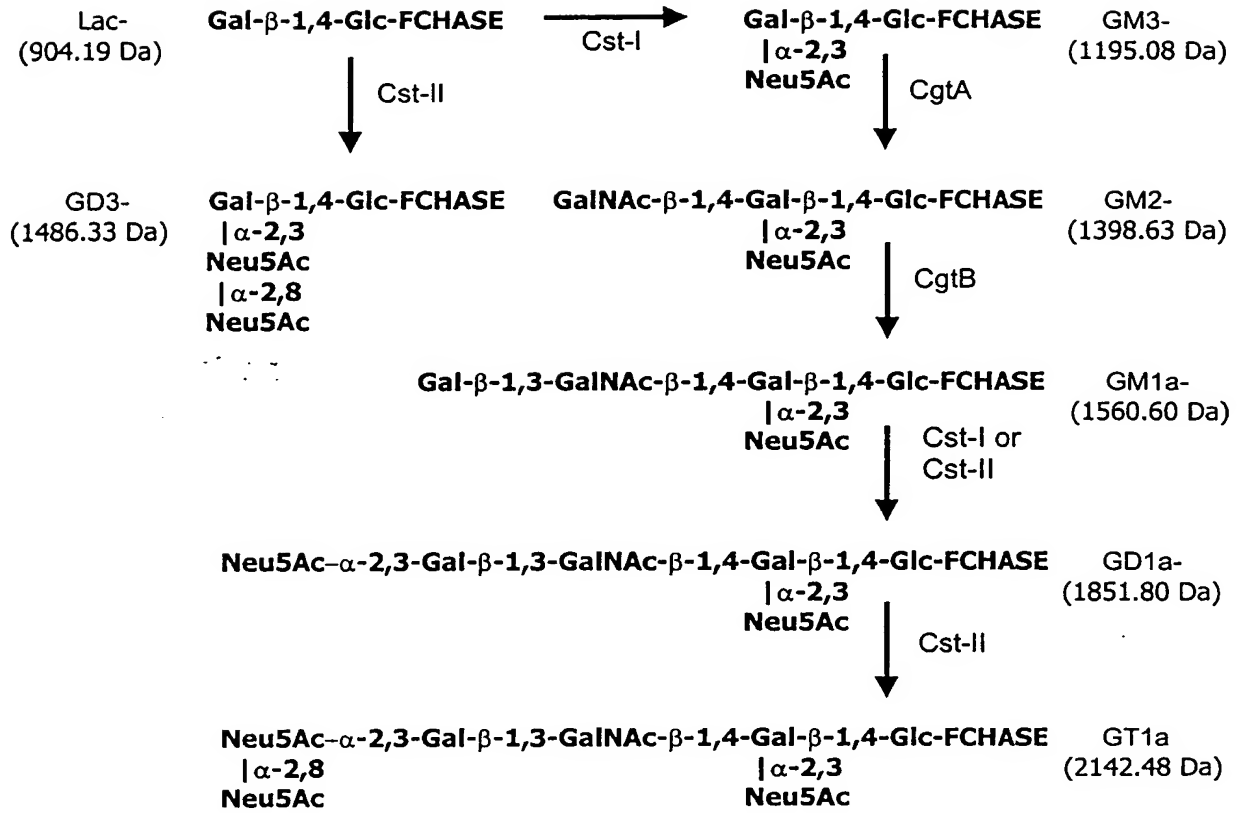 Lac-
(904.19 Da)
Gal-β-1,4-Glc-FCHASE
Cst-I
Gal-β-1,4-Glc-FCHASE
|α-2,3
Neu5Ac
GM3-
(1195.08 Da)
Cst-II
CgtA
GD3-
(1486.33 Da)
Gal-β-1,4-Glc-FCHASE
|α-2,3
Neu5Ac
|α-2,8
Neu5Ac
GalNAc-β-1,4-Gal-β-1,4-Glc-FCHASE
|α-2,3
Neu5Ac
GM2-
(1398.63 Da)
CgtB
Gal-β-1,3-GalNAc-β-1,4-Gal-β-1,4-Glc-FCHASE
|α-2,3
Neu5Ac
GM1a-
(1560.60 Da)
Cst-I or
Cst-II
Neu5Ac-α-2,3-Gal-β-1,3-GalNAc-β-1,4-Gal-β-1,4-Glc-FCHASE
|α-2,3
Neu5Ac
GD1a-
(1851.80 Da)
Cst-II
Neu5Ac-α-2,3-Gal-β-1,3-GalNAc-β-1,4-Gal-β-1,4-Glc-FCHASE
|α-2,8
Neu5Ac
|α-2,3
Neu5Ac
GT1a
(2142.48 Da)